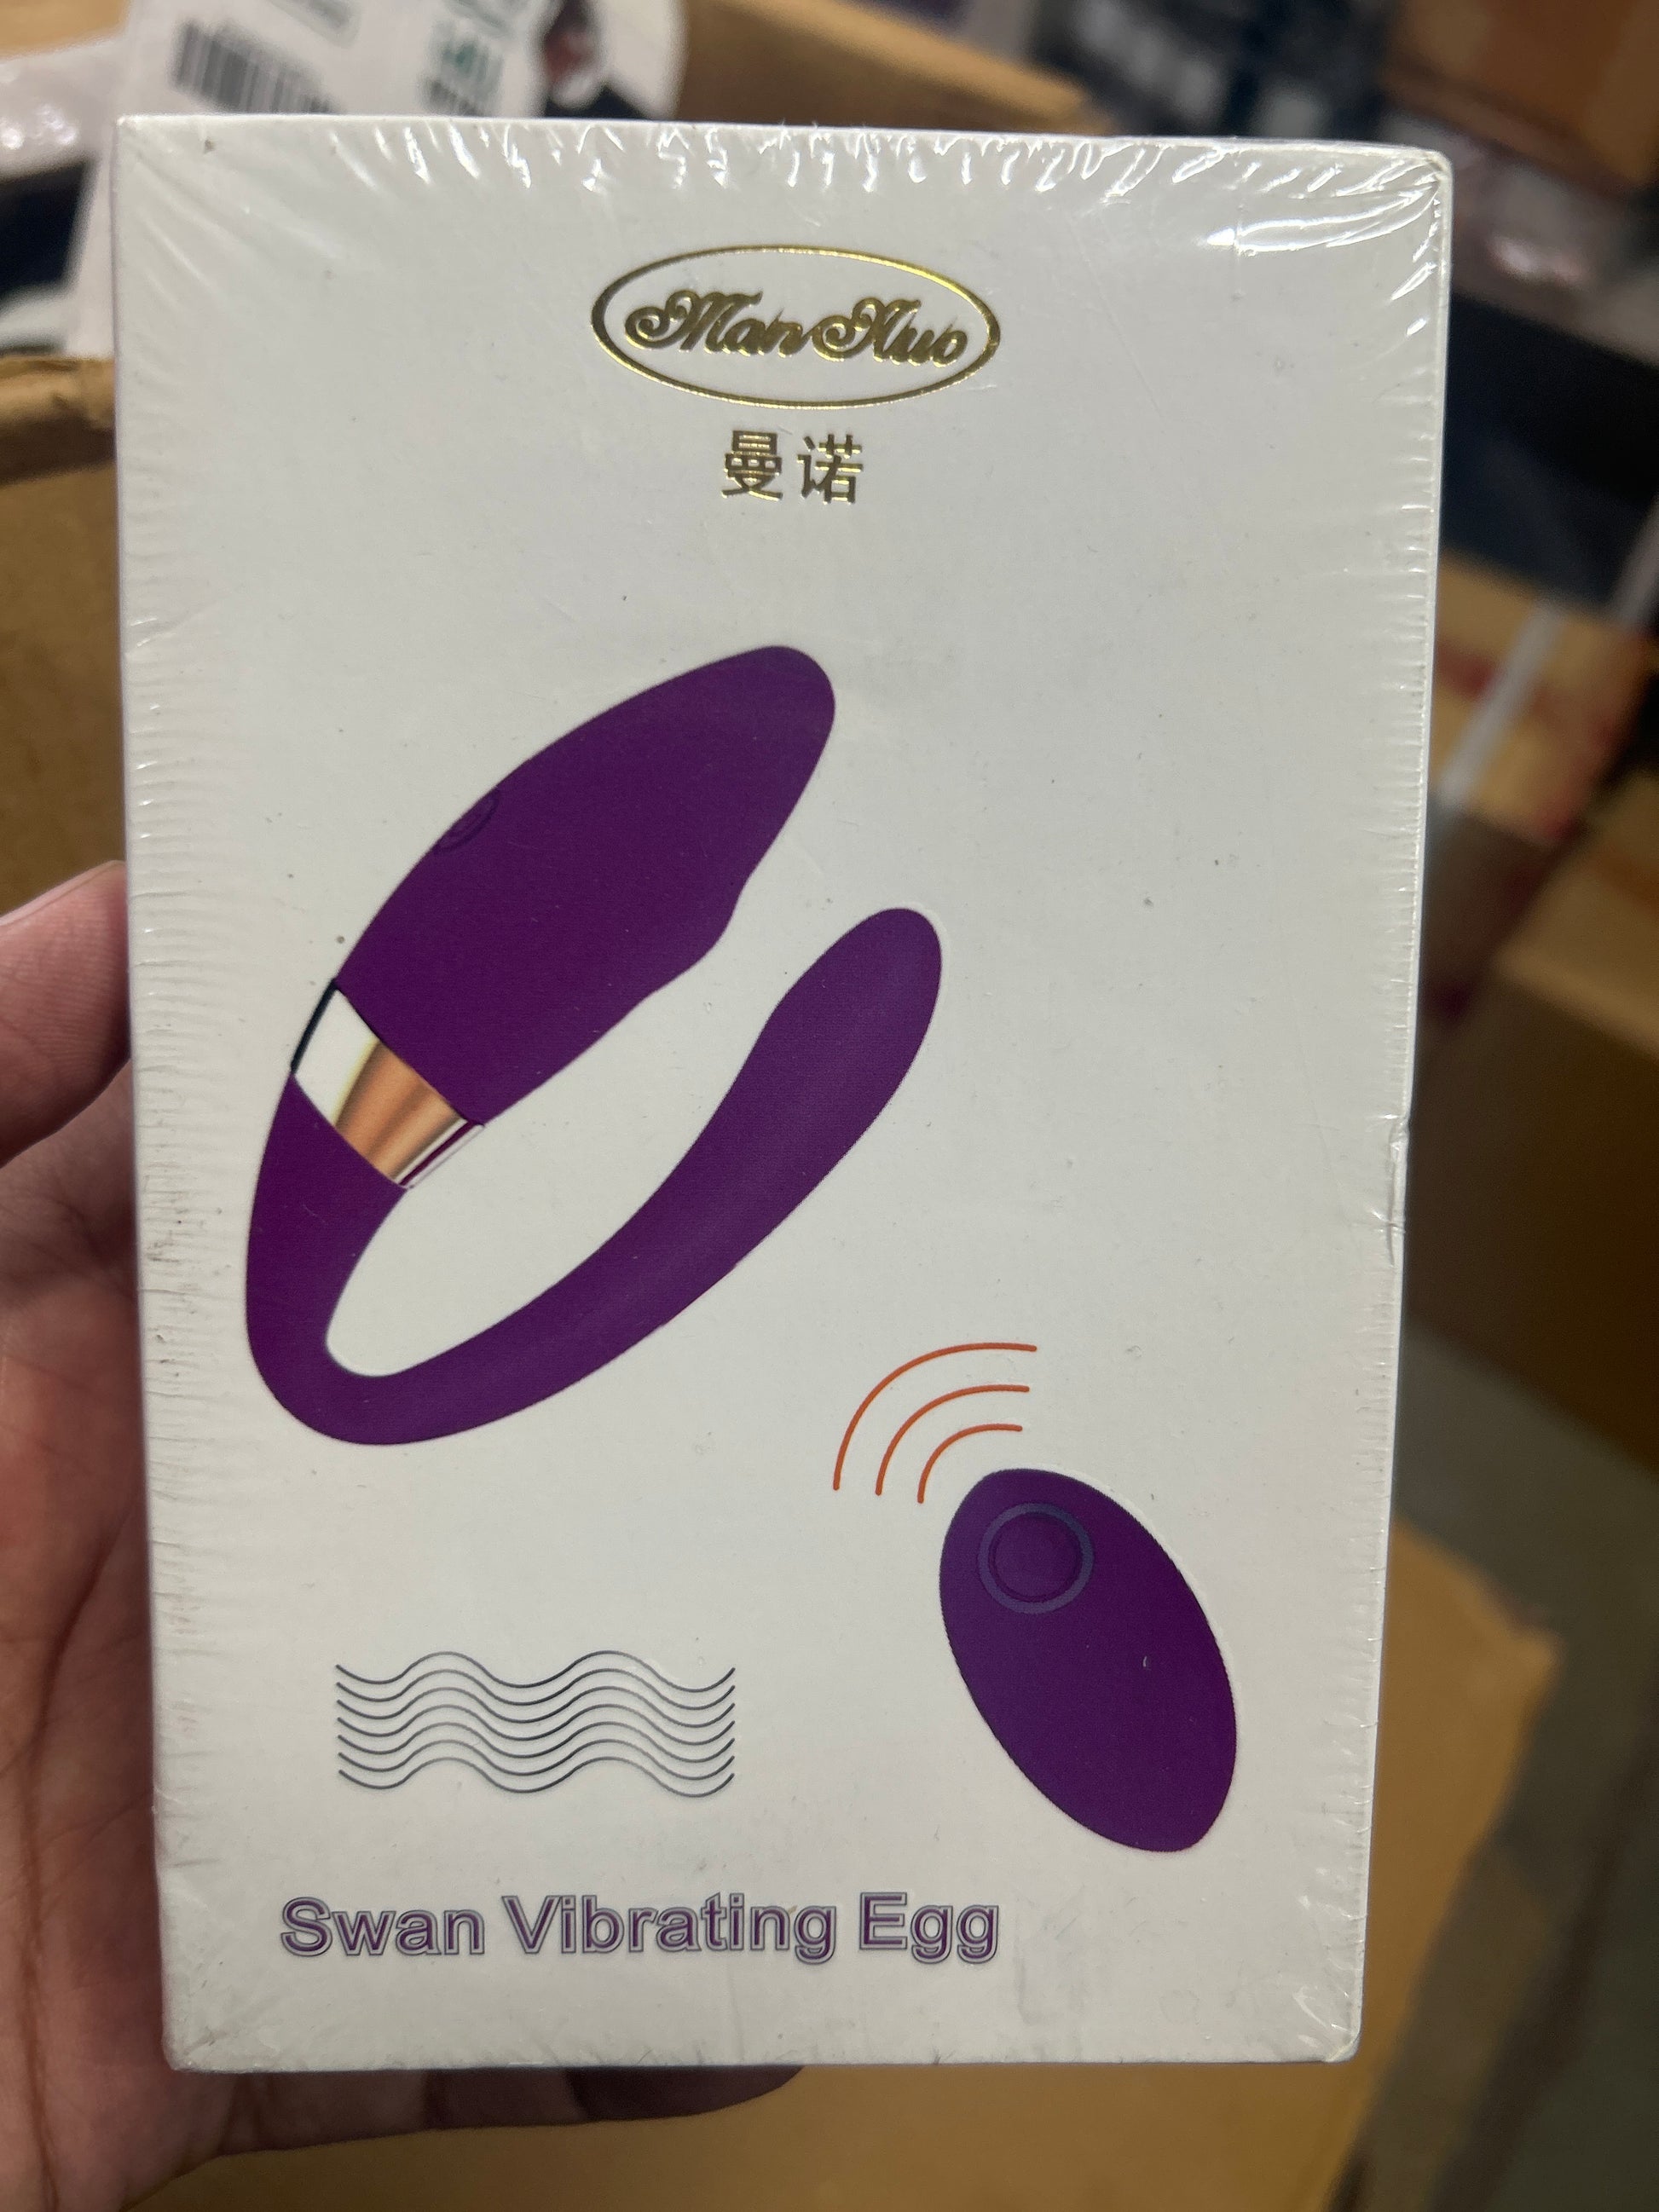 ManNuo
曼诺
Swan Vibrating Egg